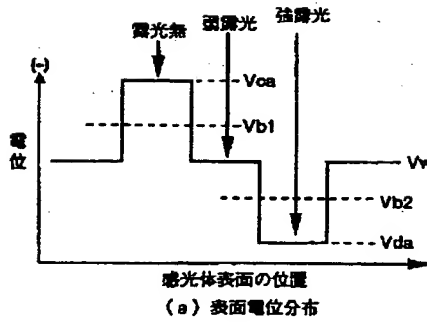 露光無
弱露光
強露光
(-)
Vca
Vb1
電位
Vw
Vb2
Vda
感光体表面の位置
(a) 表面電位分布